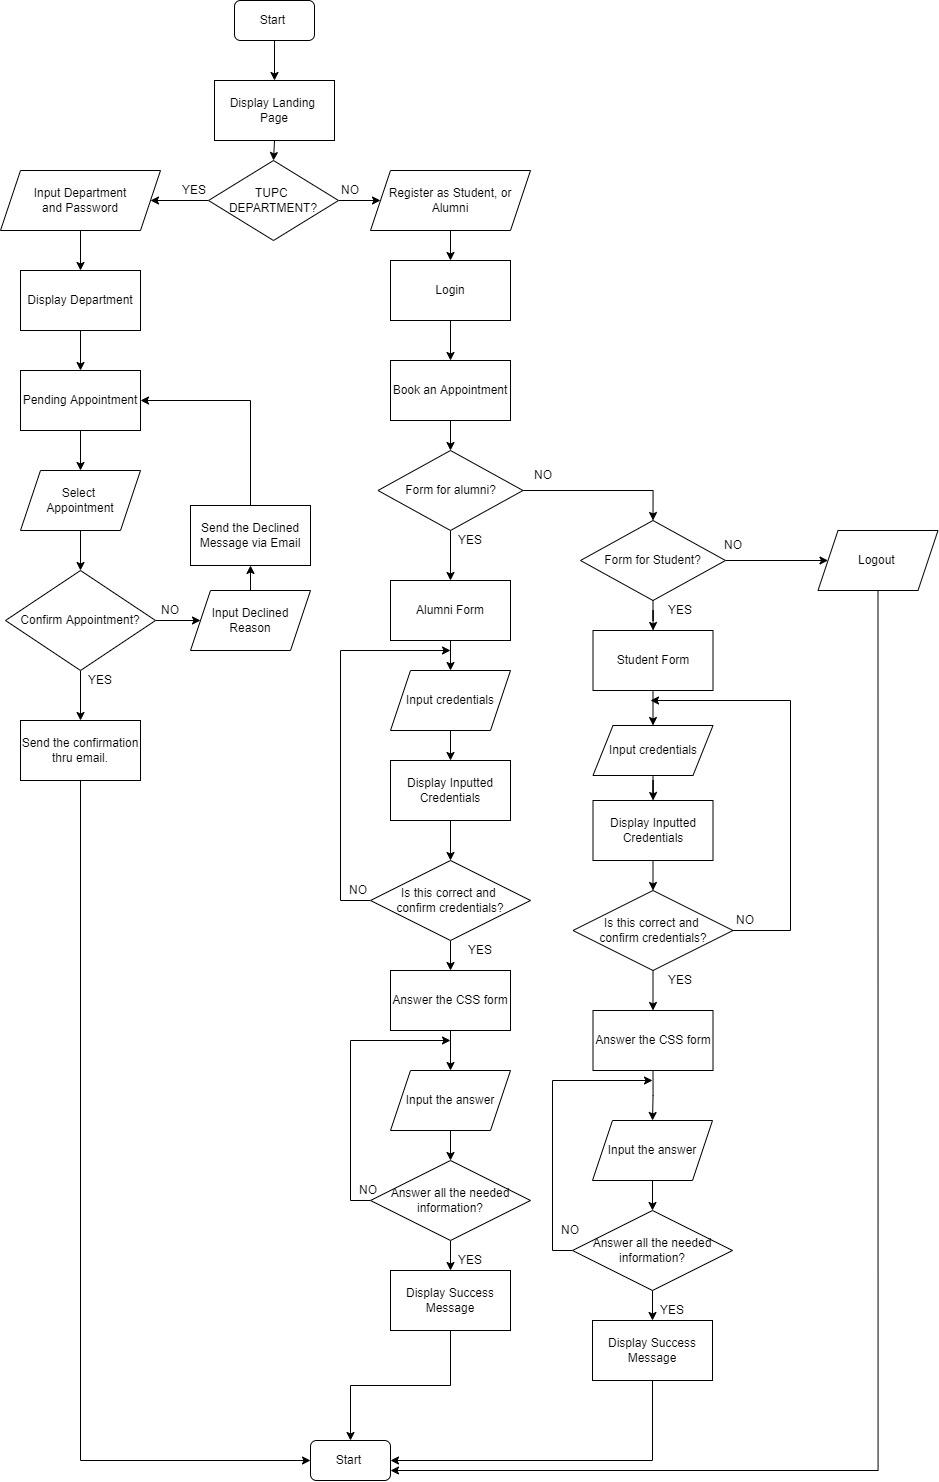 Start
Display Landing
Page
TUPC
DEPARTMENT?
YES
NO
Input Department
and Password
Register as Student, or
Alumni
Display Department
Login
Pending Appointment
Book an Appointment
Select
Appointment
Form for alumni?
NO
YES
Send the Declined
Message via Email
Form for Student?
NO
YES
Logout
Confirm Appointment?
NO
YES
Input Declined
Reason
Alumni Form
Student Form
Send the confirmation
thru email.
Input credentials
Input credentials
Display Inputted
Credentials
Display Inputted
Credentials
Is this correct and
confirm credentials?
NO
YES
Is this correct and
confirm credentials?
NO
YES
Answer the CSS form
Answer the CSS form
Input the answer
Input the answer
Answer all the needed
information?
NO
YES
Answer all the needed
information?
NO
YES
Display Success
Message
Display Success
Message
Start